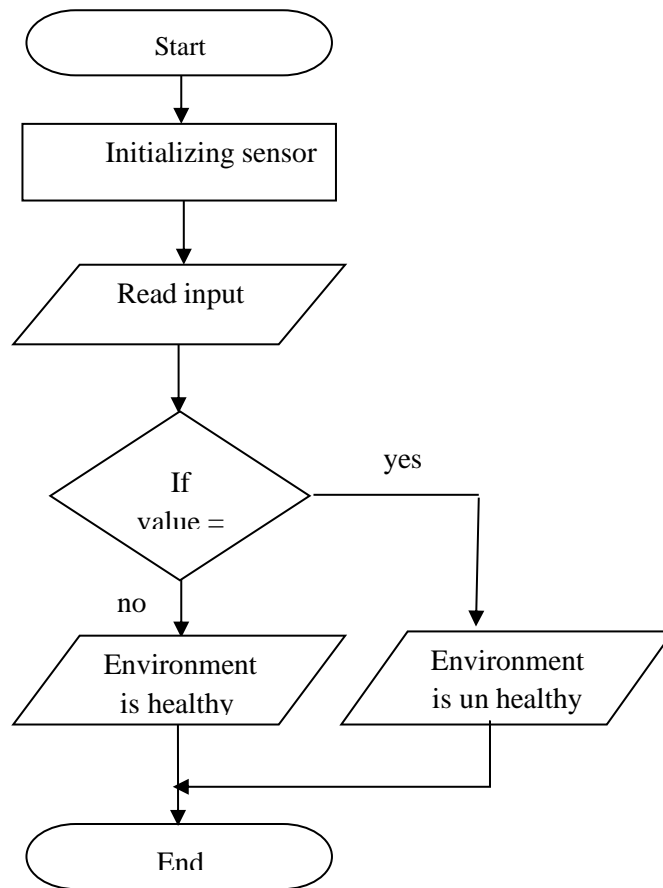 Start
Initializing sensor
Read input
If
value =
yes
no
Environment
is healthy
Environment
is un healthy
End